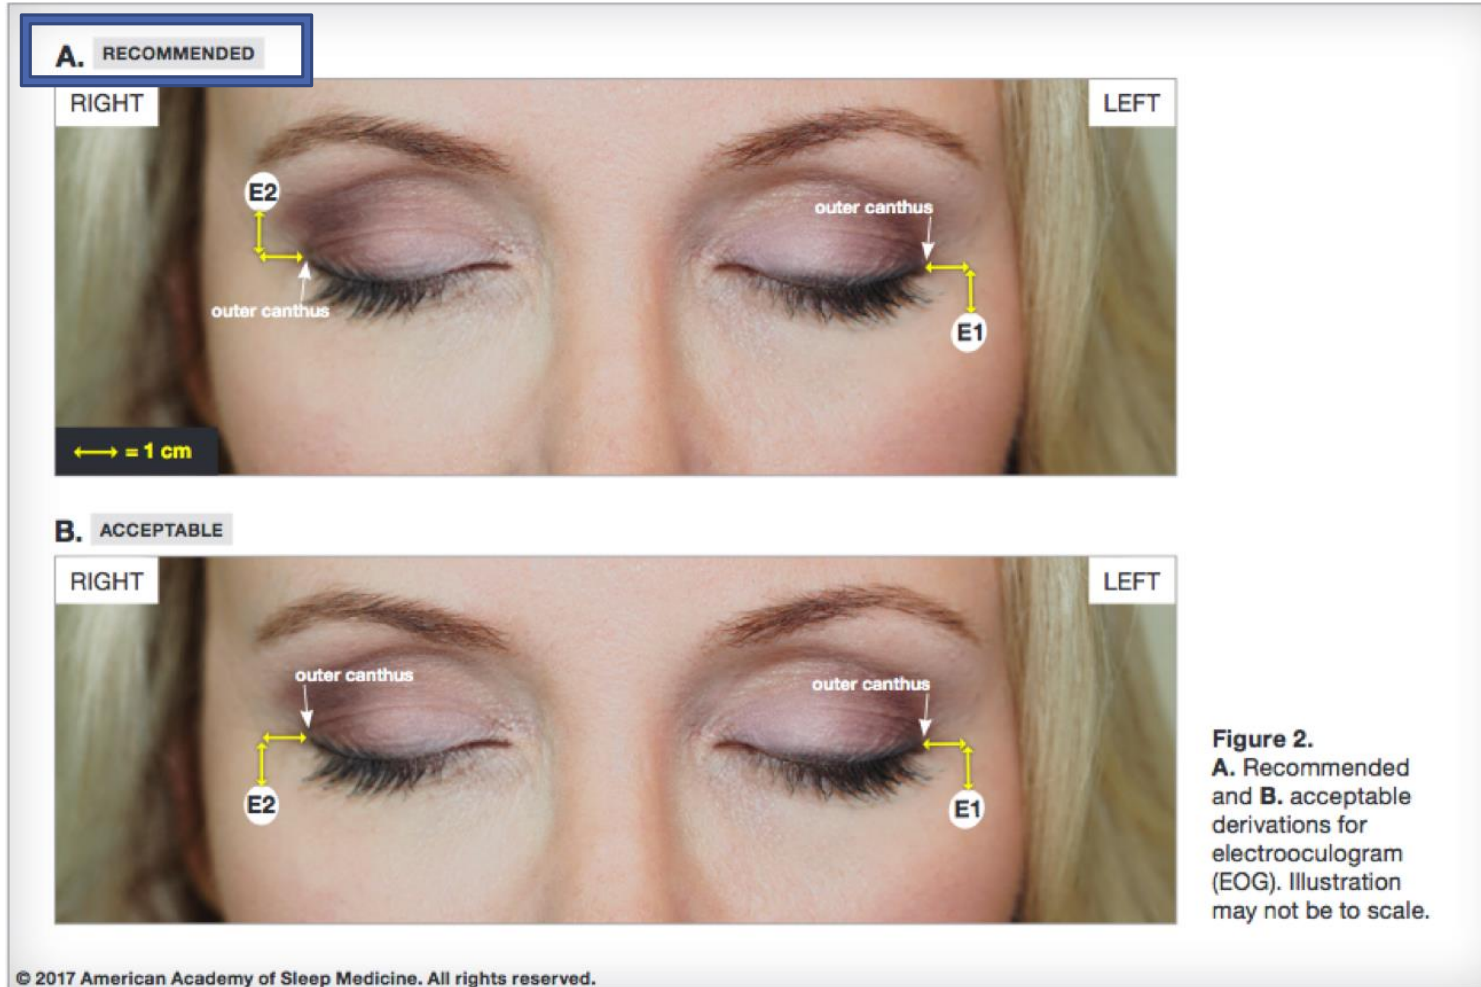 A. RECOMMENDED
RIGHT
LEFT
E2
outer canthus
outer canthus
E1
= 1 cm
B. ACCEPTABLE
RIGHT
LEFT
outer canthus
outer canthus
E2
E1
Figure 2.
A. Recommended
and B. acceptable
derivations for
electrooculogram
(EOG). Illustration
may not be to scale.
© 2017 American Academy of Sleep Medicine. All rights reserved.